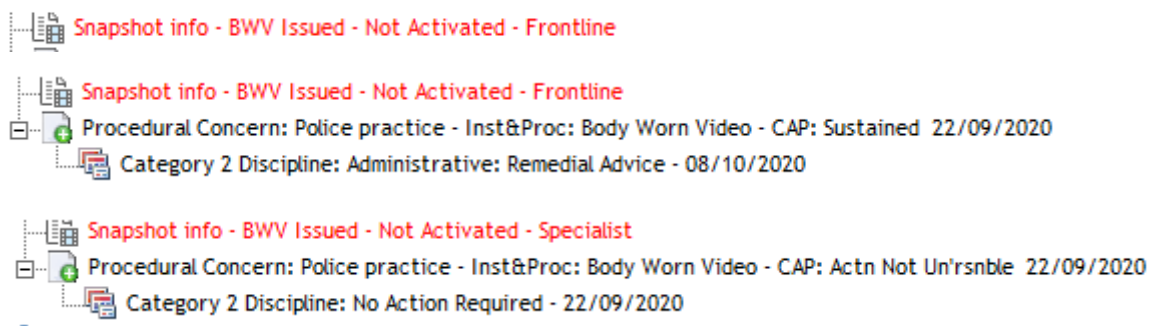 Snapshot info - BWV Issued - Not Activated - Frontline
Snapshot info - BWV Issued - Not Activated - Frontline
Procedural Concern: Police practice - Inst&Proc: Body Worn Video - CAP: Sustained 22/09/2020
Category 2 Discipline: Administrative: Remedial Advice - 08/10/2020
Snapshot info - BWV Issued - Not Activated - Specialist
Procedural Concern: Police practice - Inst&Proc: Body Worn Video - CAP: Actn Not Un'rsnble 22/09/2020
Category 2 Discipline: No Action Required - 22/09/2020